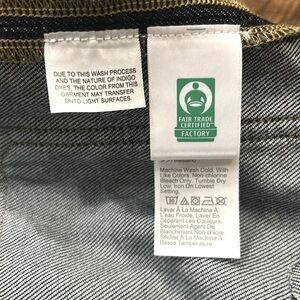 DUE TO THIS WASH PROCESS
AND THE NATURE OF INDIGO
DYES, THE COLOR FROM THIS
GARMENT MAY TRANSFER
ONTO LIGHT SURFACES.
FAIR TRADE
CERTIFIED
FACTORY
Machine Wash Cold, With
Like Colors. Non-chlorine
Bleach Only. Tumble Dry
Low. Iron On Lowest
Setting.
Laver À La Machine À
L'eau Froide. Laver En
Séparant Les Couleurs.
Seulement Agent De
Blanchiment Non-Chloré.
Sécher À La Machine À
Basse Température.